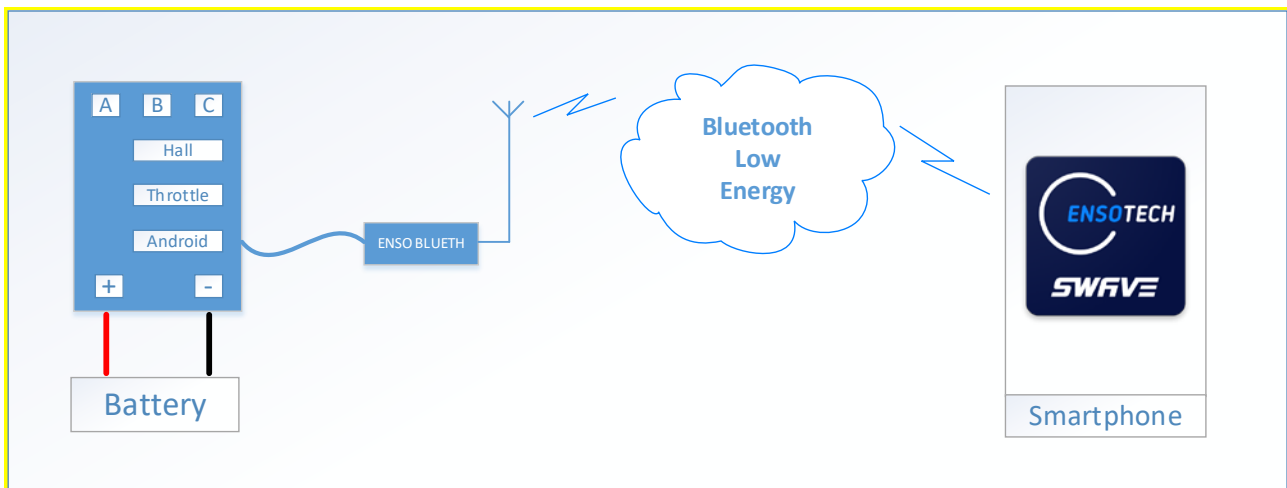 A B C
Hall
Throttle
Android
+ -
Battery
ENSO BLUETH
Bluetooth
Low
Energy
ENSOTECH
SWAVE
Smartphone